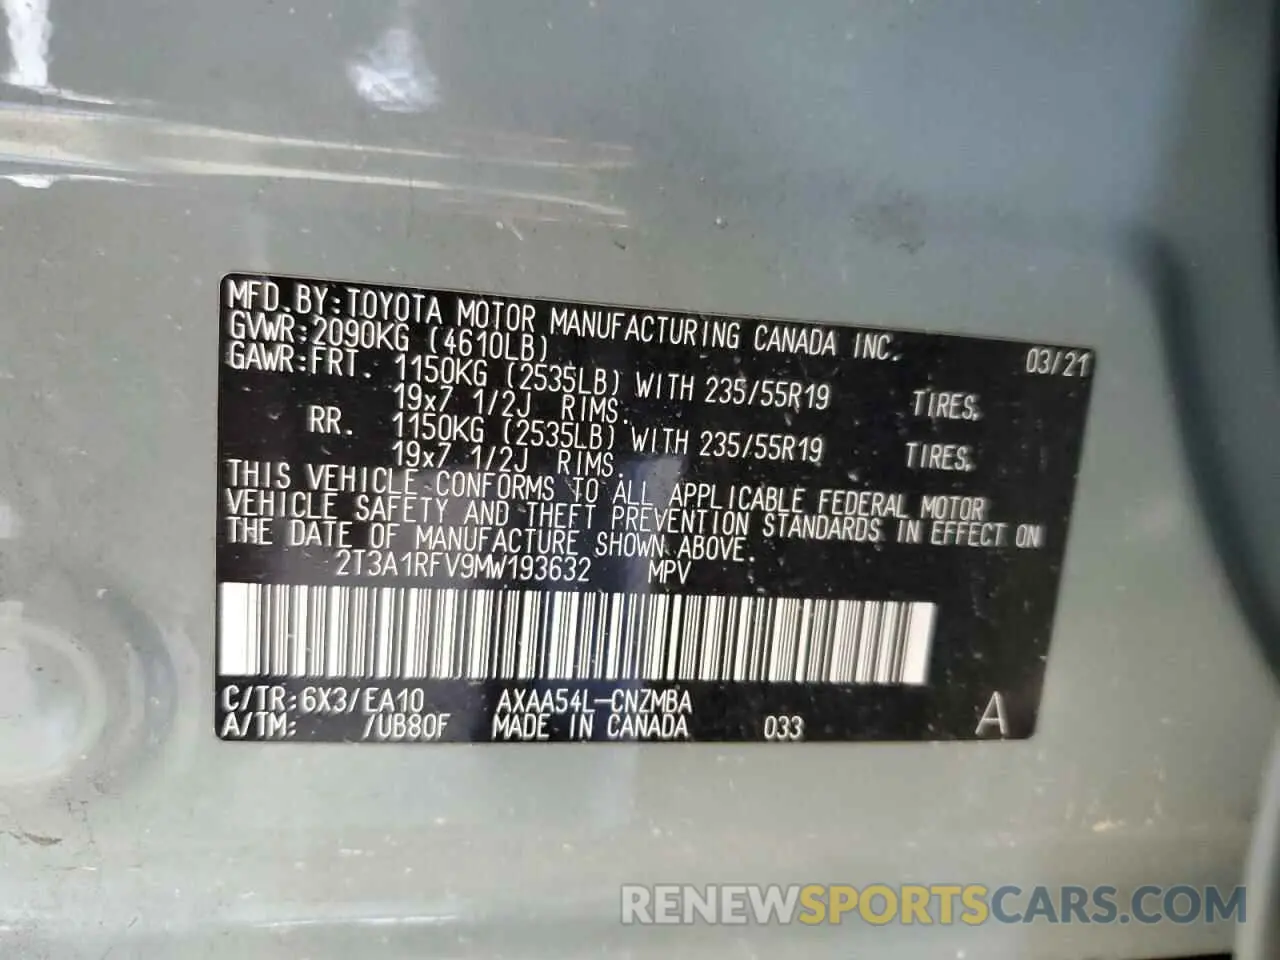 MFD. BY: TOYOTA MOTOR MANUFACTURING CANADA INC. 03/21
GVWR: 2090KG (4610LB)
GAWR: FRT. 1150KG (2535LB) WITH 235/55R19 TIRES,
19x7 1/2J RIMS.
RR. 1150KG (2535LB) WITH 235/55R19 TIRES,
19x7 1/2J RIMS.
THIS VEHICLE CONFORMS TO ALL APPLICABLE FEDERAL MOTOR
VEHICLE SAFETY AND THEFT PREVENTION STANDARDS IN EFFECT ON
THE DATE OF MANUFACTURE SHOWN ABOVE.
2T3A1RFV9MW193632 MPV
C/TR: 6X3/EA10 AXAA54L-CNZMBA
A/TM: /UB80F MADE IN CANADA 033 A
RENEWSPORTSCARS.COM